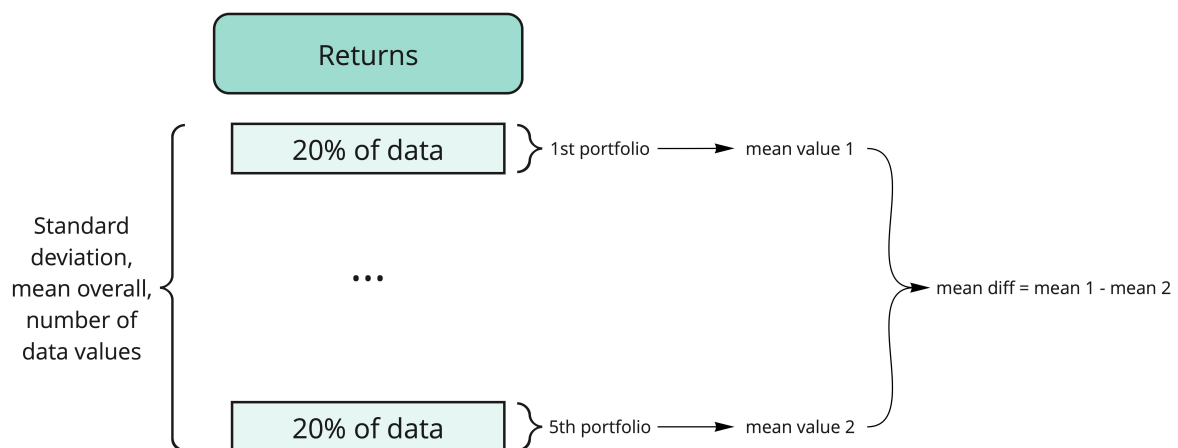 Returns
20% of data
1st portfolio
mean value 1
Standard
deviation,
mean overall,
number of
data values
...
mean diff = mean 1 - mean 2
20% of data
5th portfolio
mean value 2